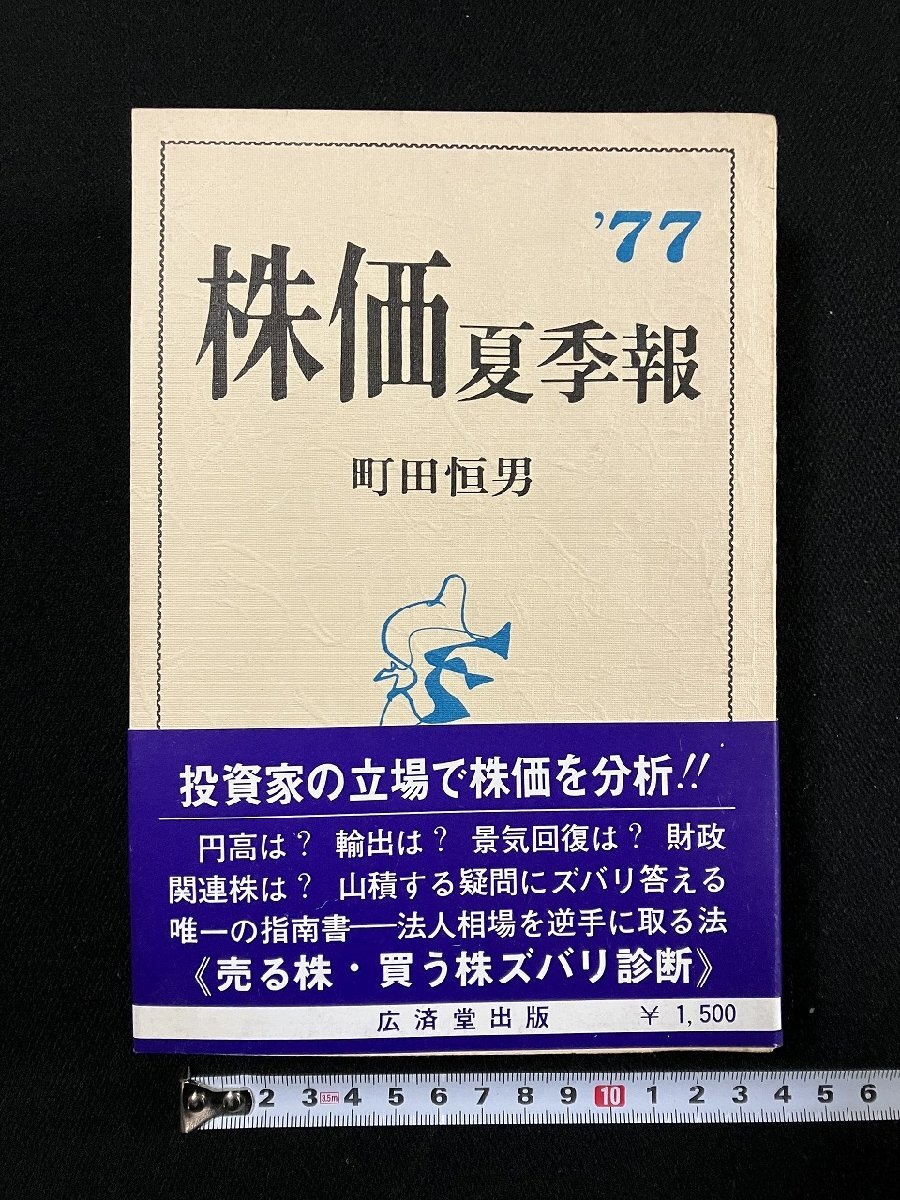 ’77
株価 夏季報
町田恒男
投資家の立場で株価を分析!!
円高は? 輸出は? 景気回復は? 財政
関連株は? 山積する疑問にズバリ答える
唯一の指南書──法人相場を逆手に取る法
《売る株・買う株ズバリ診断》
広済堂出版 ¥ 1,500
2 3 3.5m 4 5 6 7 8 9 10 1 2 3 4 5 6